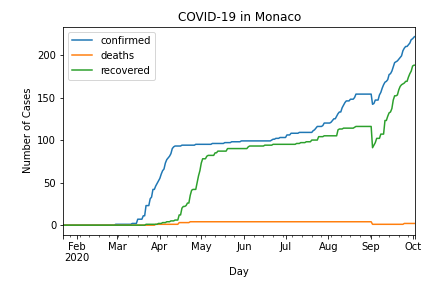 COVID-19 in Monaco
confirmed
deaths
recovered
Number of Cases
200
150
100
50
0
Feb Mar Apr May Jun Jul Aug Sep Oct
2020
Day